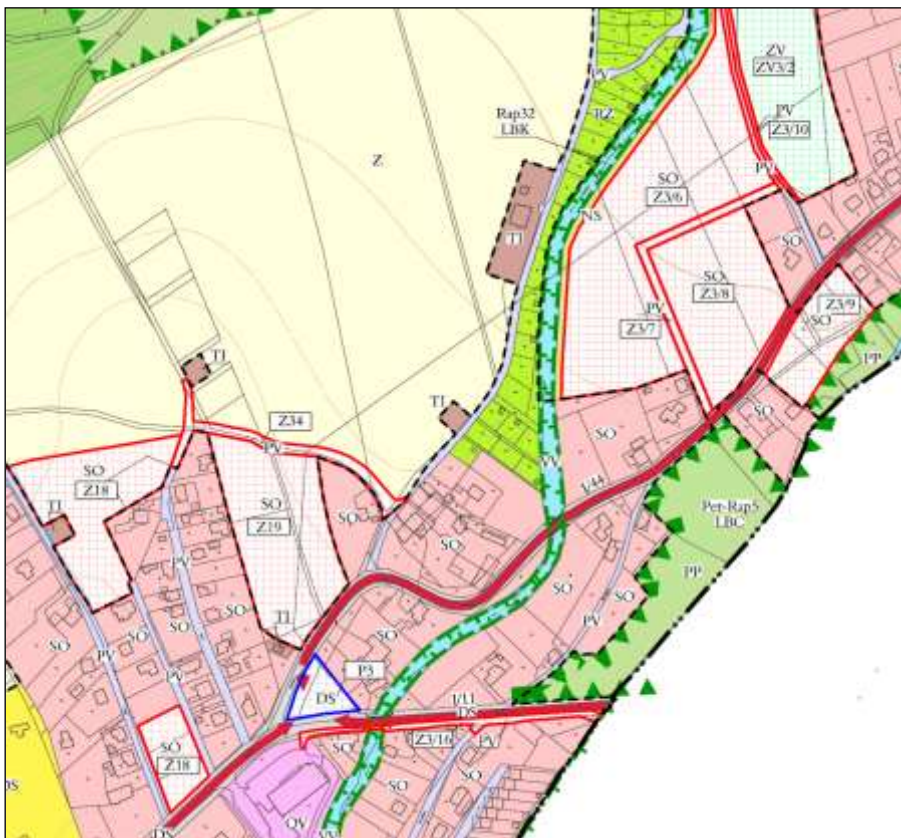 ZV
ZV3/2
PV
RZ
Rap32
LBK
PV
Z3/10
Z
PV
SO
Z3/6
NS
TI
SO
SO
Z3/8
Z3/9
SO
PV
Z3/7
PP
TI
TI
SO
Z34
PV
SO
VV
I/44
SO
Z18
SO
Z19
Per-Rap5
LBC
TI
SO
SO
PP
PV
SO
SO
SO
SO
TI
SO
PV
SO
SO
SO
PV
PV
P3
DS
I/11
DS
SO
Z18
Z3/16
PV
SO
SO
SO
OV
DS
VV